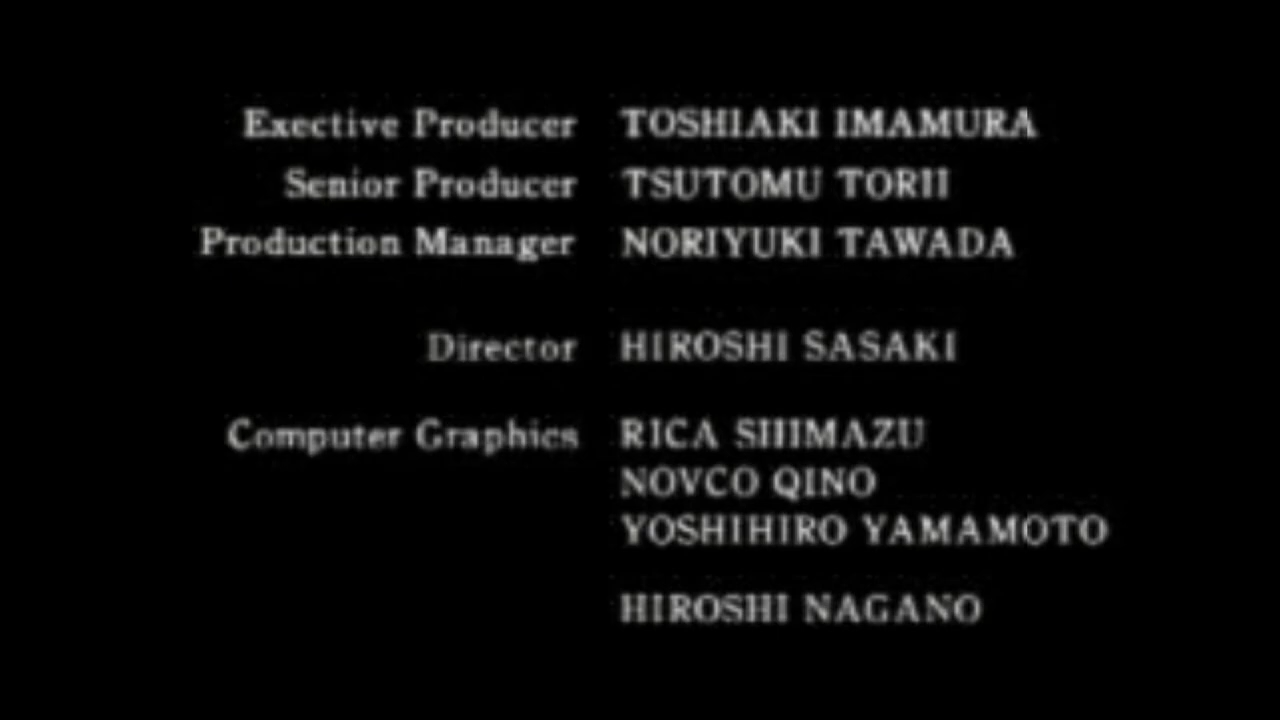 Exective Producer TOSHIAKI IMAMURA
Senior Producer TSUTOMU TORII
Production Manager NORIYUKI TAWADA
Director HIROSHI SASAKI
Computer Graphics RICA SHIMAZU
NOVCO QINO
YOSHIHIRO YAMAMOTO
HIROSHI NAGANO